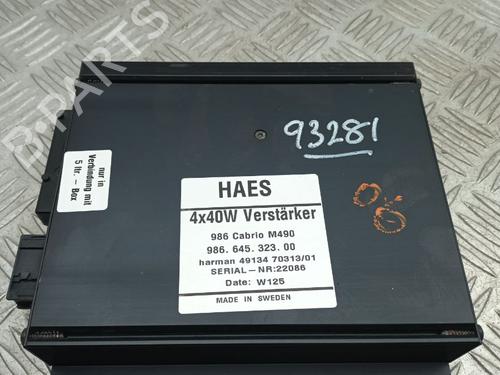 B-PARTS
93281
nur in
Verbindung mit
5 ltr. - Box
HAES
4x40W Verstärker
986 Cabrio M490
986.645.323.00
harman 49134 70313/01
SERIAL-NR:22086
Date: W125
MADE IN SWEDEN